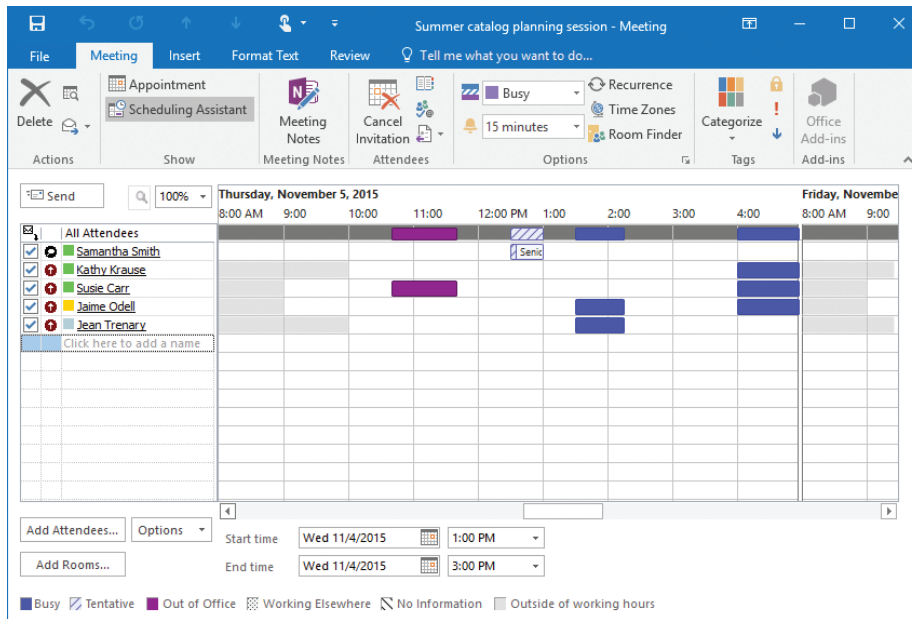 Summer catalog planning session - Meeting
File Meeting Insert Format Text Review Tell me what you want to do...
Delete
Actions
Appointment
Scheduling Assistant
Show
Meeting Notes
Meeting Notes
Cancel Invitation
Attendees
Busy
15 minutes
Recurrence
Time Zones
Room Finder
Options
Categorize
Tags
Office Add-ins
Add-ins
Send 100%
Thursday, November 5, 2015 Friday, Novembe
8:00 AM 9:00 10:00 11:00 12:00 PM 1:00 2:00 3:00 4:00 8:00 AM 9:00
All Attendees
Samantha Smith Senic
Kathy Krause
Susie Carr
Jaime Odell
Jean Trenary
Click here to add a name
Add Attendees... Options
Add Rooms...
Start time Wed 11/4/2015 1:00 PM
End time Wed 11/4/2015 3:00 PM
Busy Tentative Out of Office Working Elsewhere No Information Outside of working hours